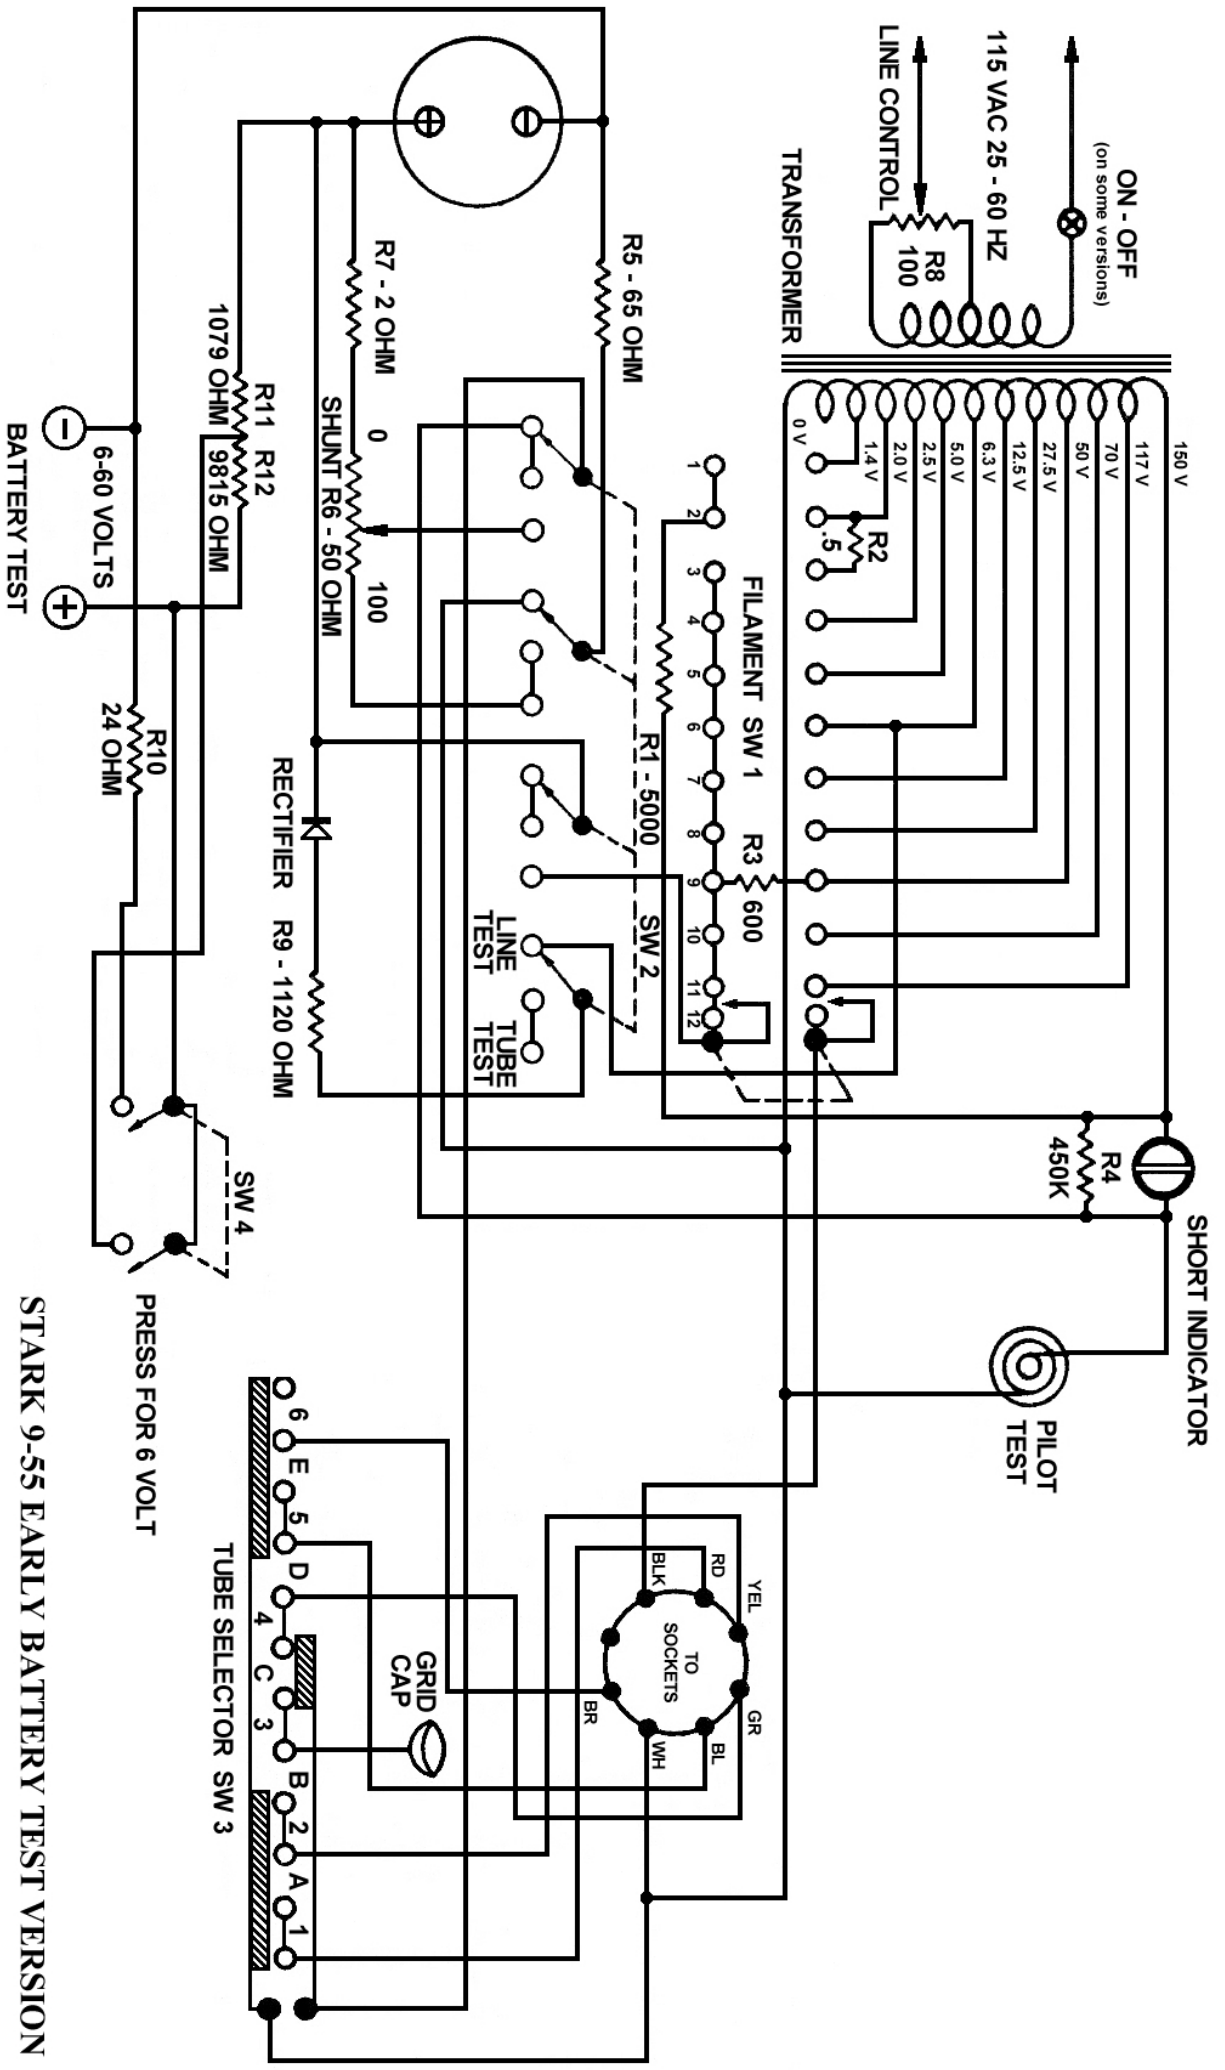 ON - OFF
(on some versions)
115 VAC 25 - 60 HZ
LINE CONTROL
R8
100
TRANSFORMER
0 V
1.4 V
2.0 V
2.5 V
5.0 V
6.3 V
12.5 V
27.5 V
50 V
70 V
117 V
150 V
R2
.5
FILAMENT SW 1
1
2
3
4
5
6
7
8
9
10
11
12
R3
600
R1 - 5000
SW 2
R4
450K
SHORT INDICATOR
PILOT
TEST
R5 - 65 OHM
R7 - 2 OHM
0
SHUNT R6 - 50 OHM
100
LINE
TEST
TUBE
TEST
RECTIFIER
R9 - 1120 OHM
R11
1079 OHM
R12
9815 OHM
6-60 VOLTS
BATTERY TEST
R10
24 OHM
SW 4
PRESS FOR 6 VOLT
YEL
RD
BLK
GR
BL
WH
BR
TO
SOCKETS
GRID
CAP
6
E
5
D
4
C
3
B
2
A
1
TUBE SELECTOR SW 3
STARK 9-55 EARLY BATTERY TEST VERSION